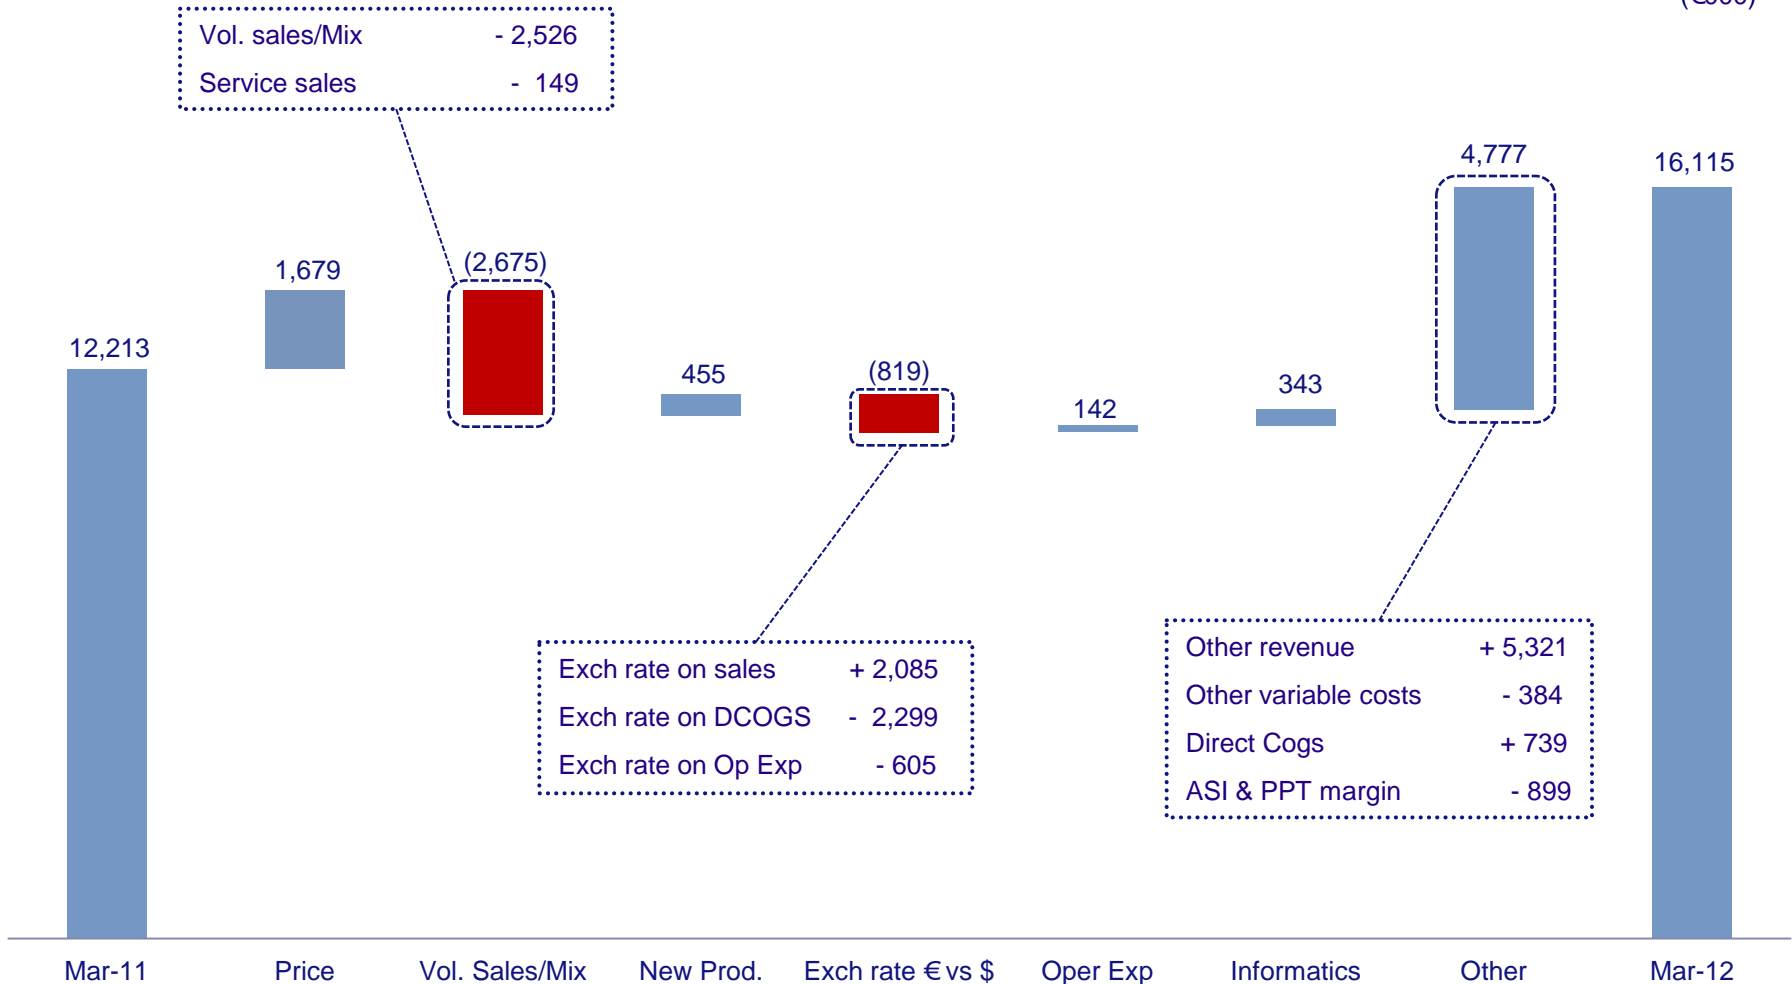 Vol. sales/Mix - 2,526
Service sales - 149
4,777
16,115
(2,675)
1,679
12,213
455
(819)
142
343
Exch rate on sales + 2,085
Exch rate on DCOGS - 2,299
Exch rate on Op Exp - 605
Other revenue + 5,321
Other variable costs - 384
Direct Cogs + 739
ASI & PPT margin - 899
Mar-11 Price Vol. Sales/Mix New Prod. Exch rate € vs $ Oper Exp Informatics Other Mar-12